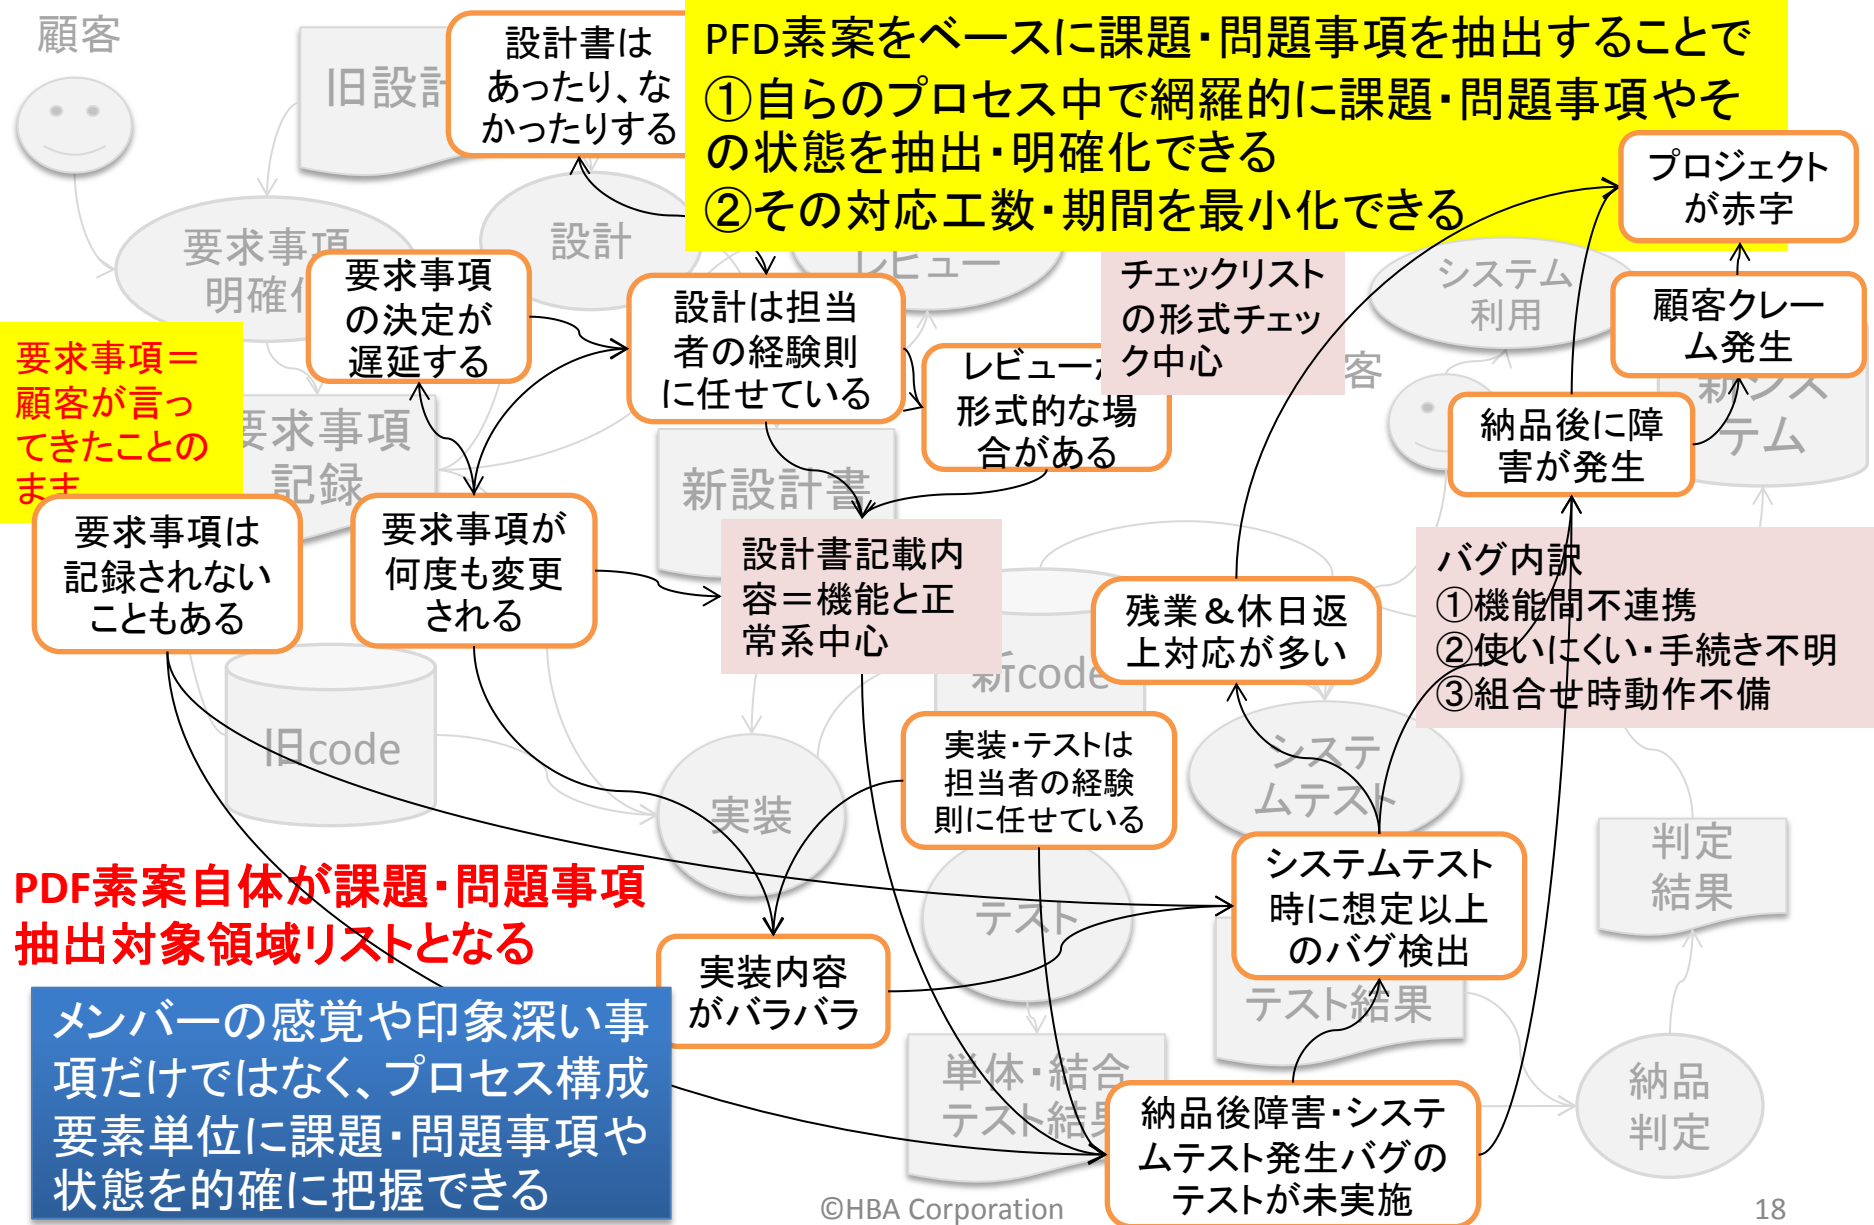 顧客
旧設計
設計書は
あったり、な
かったりする
PFD素案をベースに課題・問題事項を抽出することで
①自らのプロセス中で網羅的に課題・問題事項やそ
の状態を抽出・明確化できる
②その対応工数・期間を最小化できる
プロジェクト
が赤字
要求事項
明確化
設計
レビュー
要求事項
の決定が
遅延する
設計は担当
者の経験則
に任せている
チェックリスト
の形式チェッ
ク中心
システム
利用
顧客クレー
ム発生
要求事項＝
顧客が言っ
てきたことの
まま
レビューが
形式的な場
合がある
客
新シス
テム
要求事項
記録
新設計書
納品後に障
害が発生
要求事項は
記録されない
こともある
要求事項が
何度も変更
される
設計書記載内
容＝機能と正
常系中心
残業＆休日返
上対応が多い
バグ内訳
①機能間不連携
②使いにくい・手続き不明
③組合せ時動作不備
新code
旧code
実装
実装・テストは
担当者の経験
則に任せている
システ
ムテスト
判定
結果
PDF素案自体が課題・問題事項
抽出対象領域リストとなる
テスト
システムテスト
時に想定以上
のバグ検出
実装内容
がバラバラ
テスト結果
メンバーの感覚や印象深い事
項だけではなく、プロセス構成
要素単位に課題・問題事項や
状態を的確に把握できる
単体・結合
テスト結果
納品後障害・システ
ムテスト発生バグの
テストが未実施
納品
判定
©HBA Corporation
18